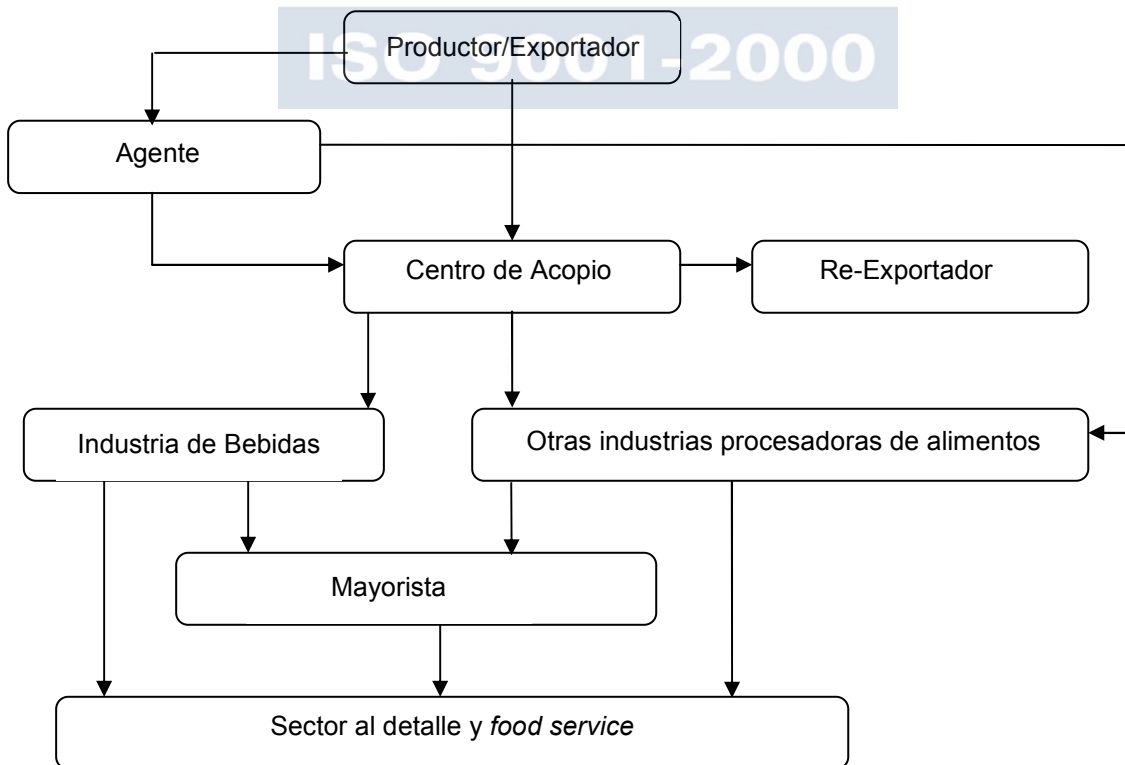 ISO 9001-2000
Productor/Exportador
Agente
Centro de Acopio
Re-Exportador
Industria de Bebidas
Otras industrias procesadoras de alimentos
Mayorista
Sector al detalle y food service